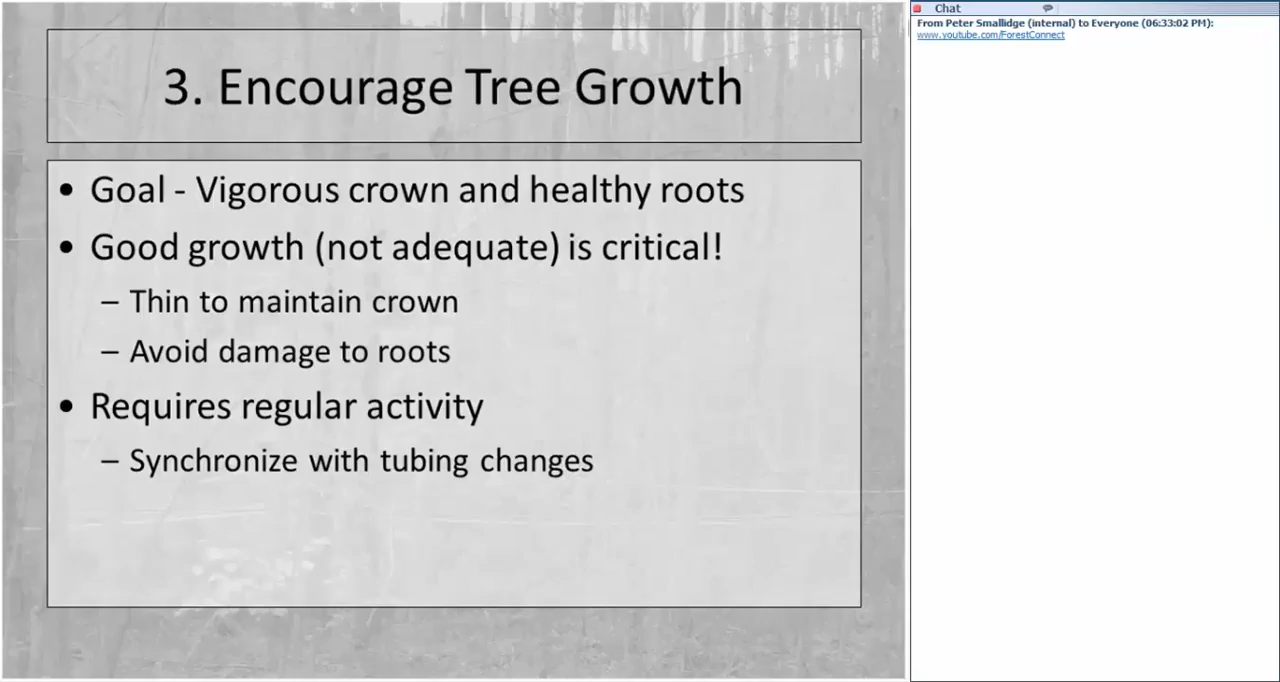 3. Encourage Tree Growth
• Goal - Vigorous crown and healthy roots
• Good growth (not adequate) is critical!
– Thin to maintain crown
– Avoid damage to roots
• Requires regular activity
– Synchronize with tubing changes
Chat
From Peter Smallidge (internal) to Everyone (06:33:02 PM):
www.youtube.com/ForestConnect